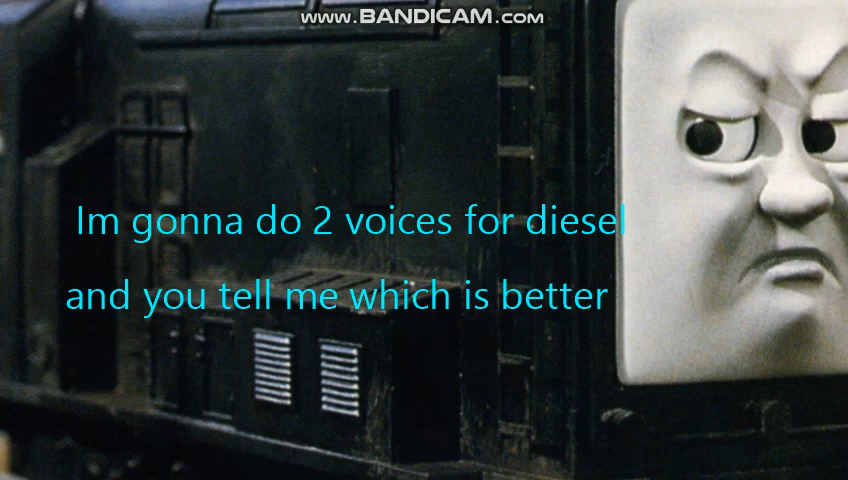 www.BANDICAM.com
Im gonna do 2 voices for diesel
and you tell me which is better